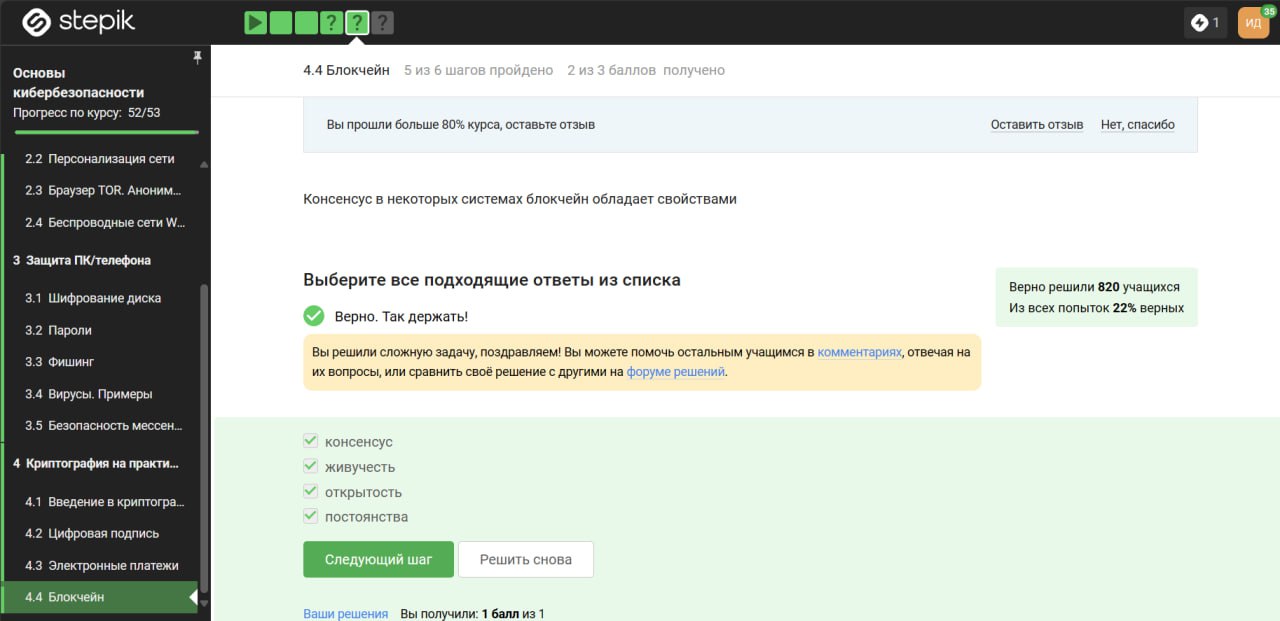 stepik
? ? ?
1
ИД
35
Основы
кибербезопасности
Прогресс по курсу: 52/53
2.2 Персонализация сети
2.3 Браузер TOR. Аноним...
2.4 Беспроводные сети W...
3 Защита ПК/телефона
3.1 Шифрование диска
3.2 Пароли
3.3 Фишинг
3.4 Вирусы. Примеры
3.5 Безопасность мессен...
4 Криптография на практи...
4.1 Введение в криптогра...
4.2 Цифровая подпись
4.3 Электронные платежи
4.4 Блокчейн
4.4 Блокчейн 5 из 6 шагов пройдено 2 из 3 баллов получено
Вы прошли больше 80% курса, оставьте отзыв Оставить отзыв Нет, спасибо
Консенсус в некоторых системах блокчейн обладает свойствами
Выберите все подходящие ответы из списка
Верно. Так держать!
Верно решили 820 учащихся
Из всех попыток 22% верных
Вы решили сложную задачу, поздравляем! Вы можете помочь остальным учащимся в комментариях, отвечая на
их вопросы, или сравнить своё решение с другими на форуме решений.
консенсус
живучесть
открытость
постоянства
Следующий шаг Решить снова
Ваши решения Вы получили: 1 балл из 1